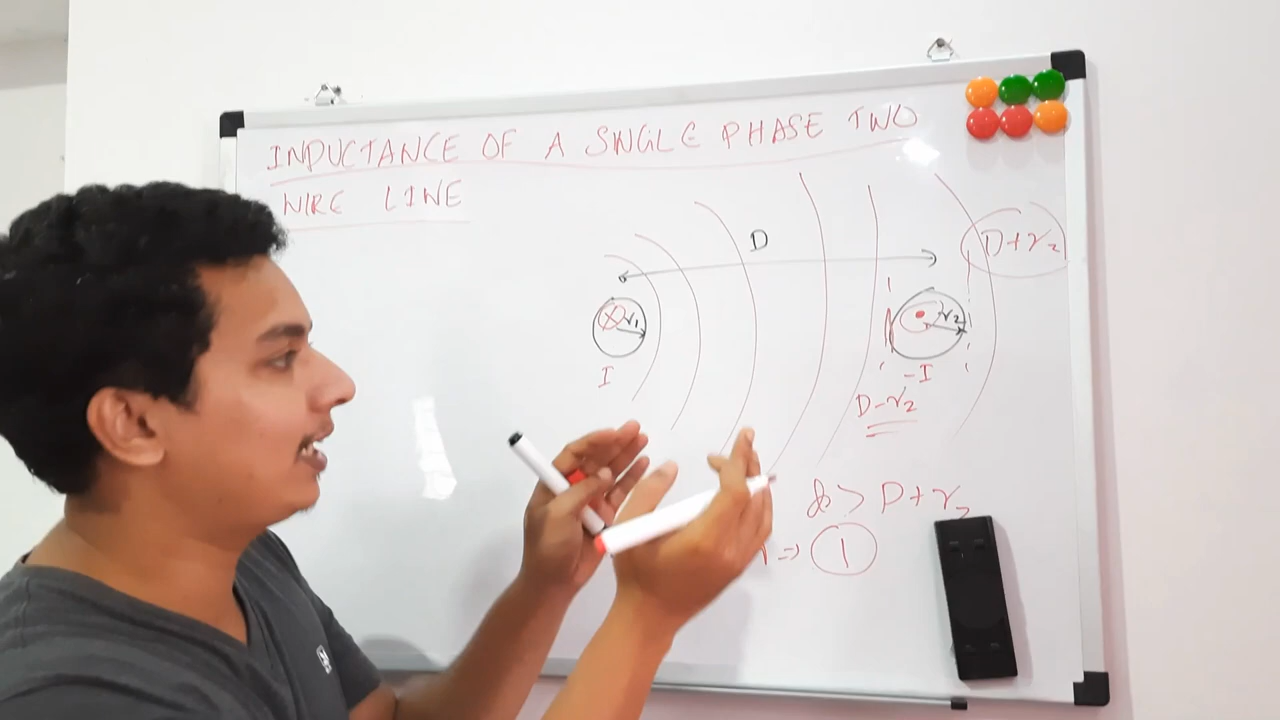 INDUCTANCE OF A SINGLE PHASE TWO
WIRE LINE
D
D+r₂
r₁
r₂
I
-I
D-r₂
> D+r₂
=> 1